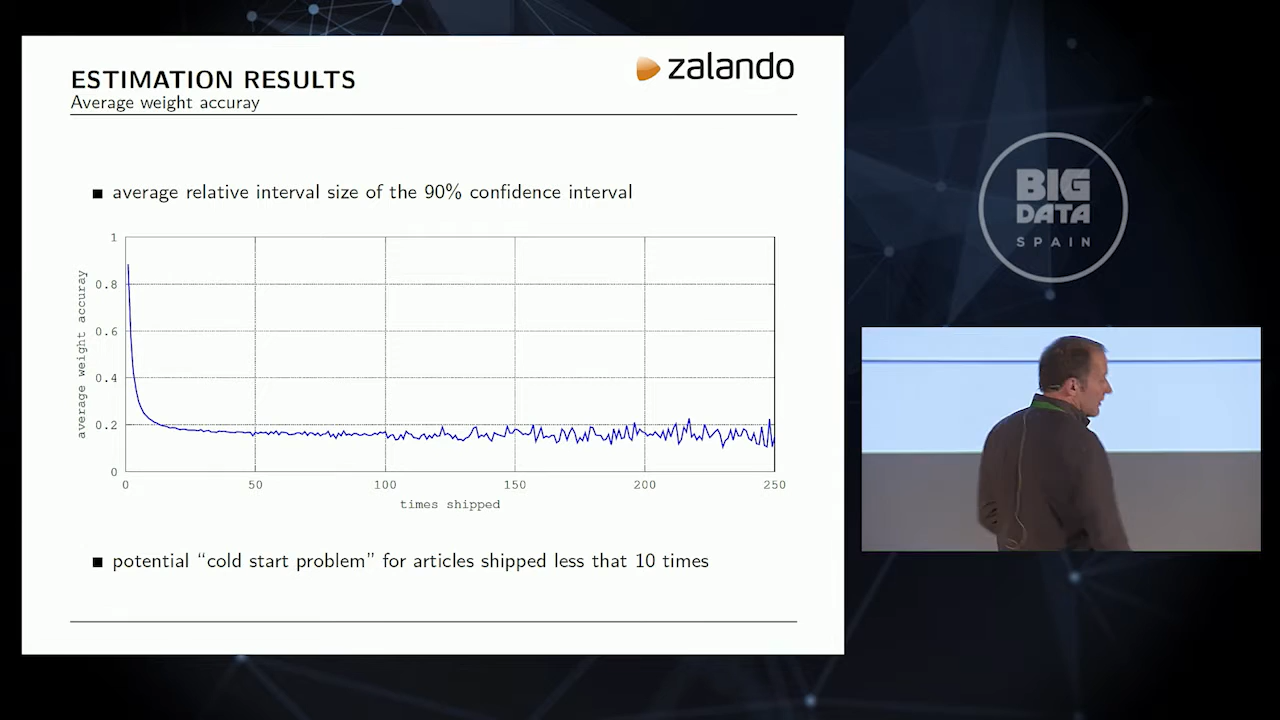 ESTIMATION RESULTS
Average weight accuray
zalando
average relative interval size of the 90% confidence interval
average weight accuray
1
0.8
0.6
0.4
0.2
0
0 50 100 150 200 250
times shipped
potential “cold start problem” for articles shipped less that 10 times
BIG
DATA
SPAIN